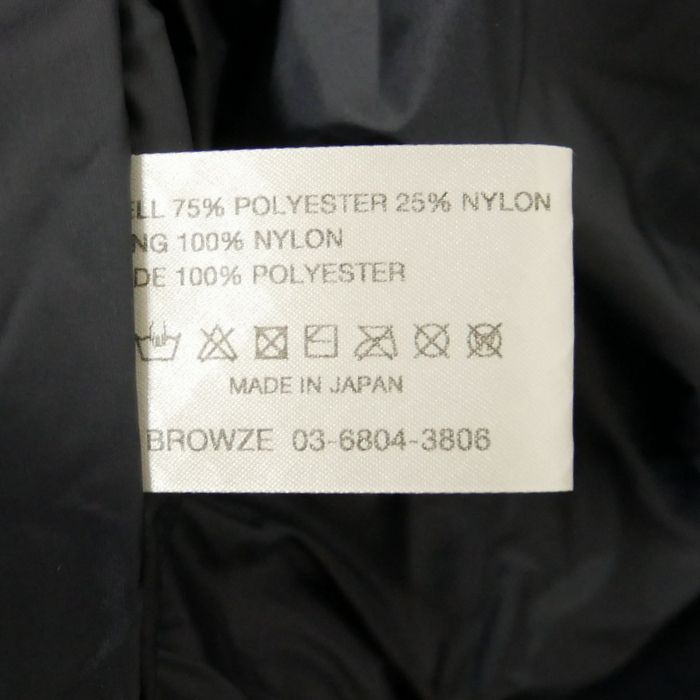 ELL 75% POLYESTER 25% NYLON
NG 100% NYLON
DE 100% POLYESTER
MADE IN JAPAN
BROWZE 03-6804-3806